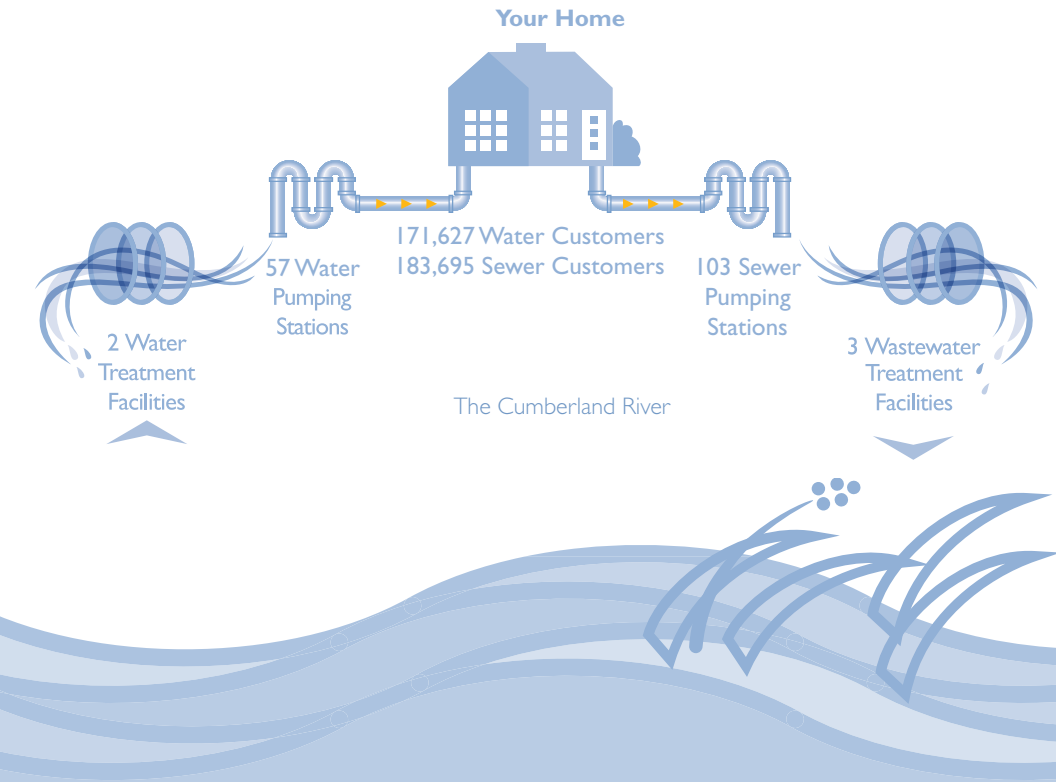 Your Home
171,627 Water Customers
183,695 Sewer Customers
57 Water
Pumping
Stations
103 Sewer
Pumping
Stations
2 Water
Treatment
Facilities
3 Wastewater
Treatment
Facilities
The Cumberland River